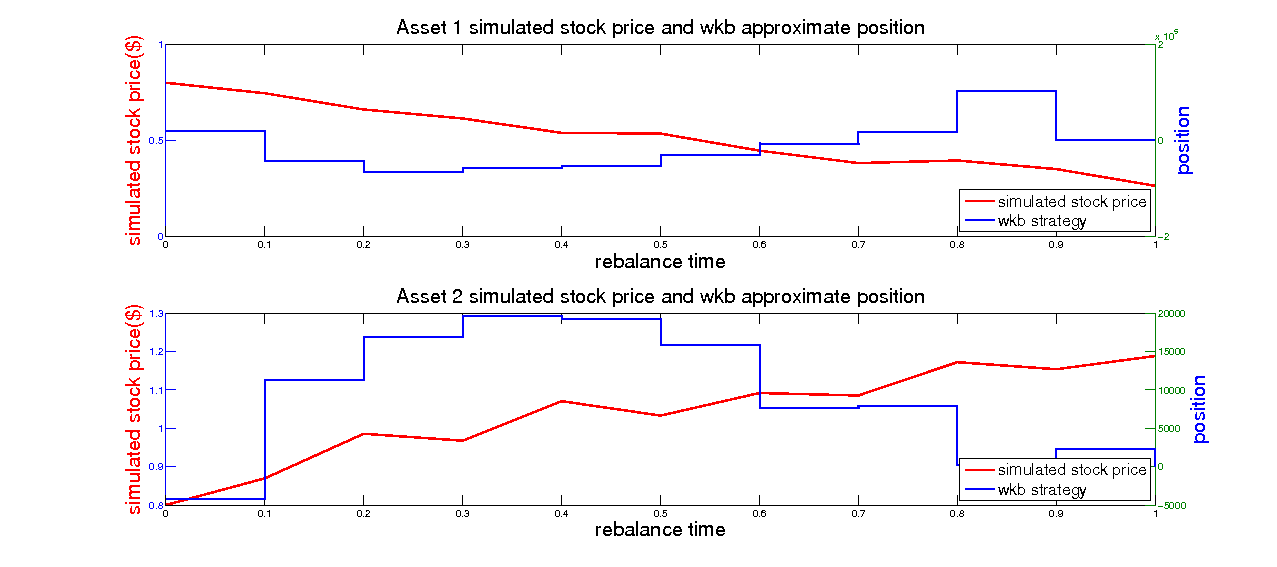 Asset 1 simulated stock price and wkb approximate position
x 10^5
simulated stock price($)
1
0.5
0
2
0
-2
position
simulated stock price
wkb strategy
0 0.1 0.2 0.3 0.4 0.5 0.6 0.7 0.8 0.9 1
rebalance time
Asset 2 simulated stock price and wkb approximate position
simulated stock price($)
1.3
1.2
1.1
1
0.9
0.8
20000
15000
10000
5000
0
-5000
position
simulated stock price
wkb strategy
0 0.1 0.2 0.3 0.4 0.5 0.6 0.7 0.8 0.9 1
rebalance time